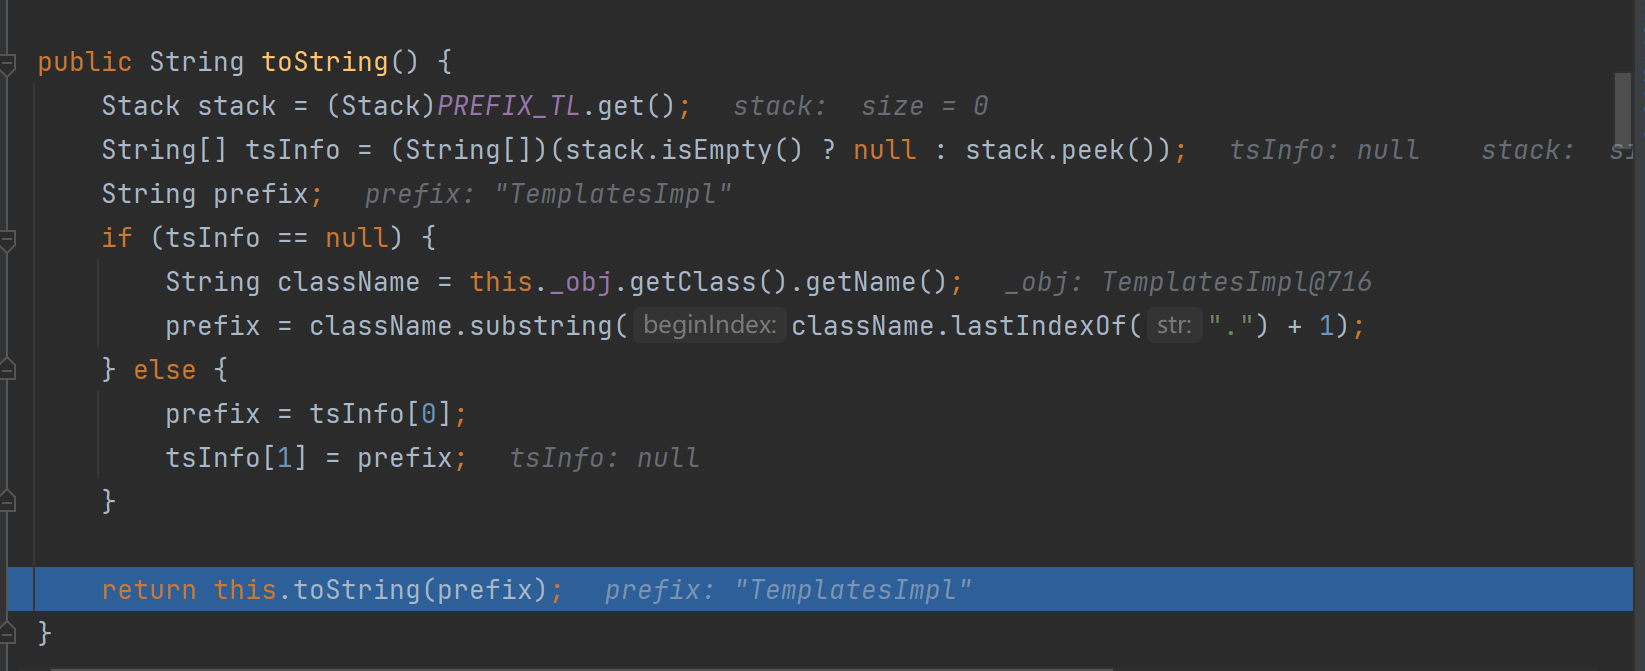 public String toString() {
    Stack stack = (Stack)PREFIX_TL.get();   stack:  size = 0
    String[] tsInfo = (String[])(stack.isEmpty() ? null : stack.peek());   tsInfo: null    stack:
    String prefix;   prefix: "TemplatesImpl"
    if (tsInfo == null) {
        String className = this._obj.getClass().getName();   _obj: TemplatesImpl@716
        prefix = className.substring( beginIndex: className.lastIndexOf( str: ".") + 1);
    } else {
        prefix = tsInfo[0];
        tsInfo[1] = prefix;   tsInfo: null
    }
    return this.toString(prefix);   prefix: "TemplatesImpl"
}